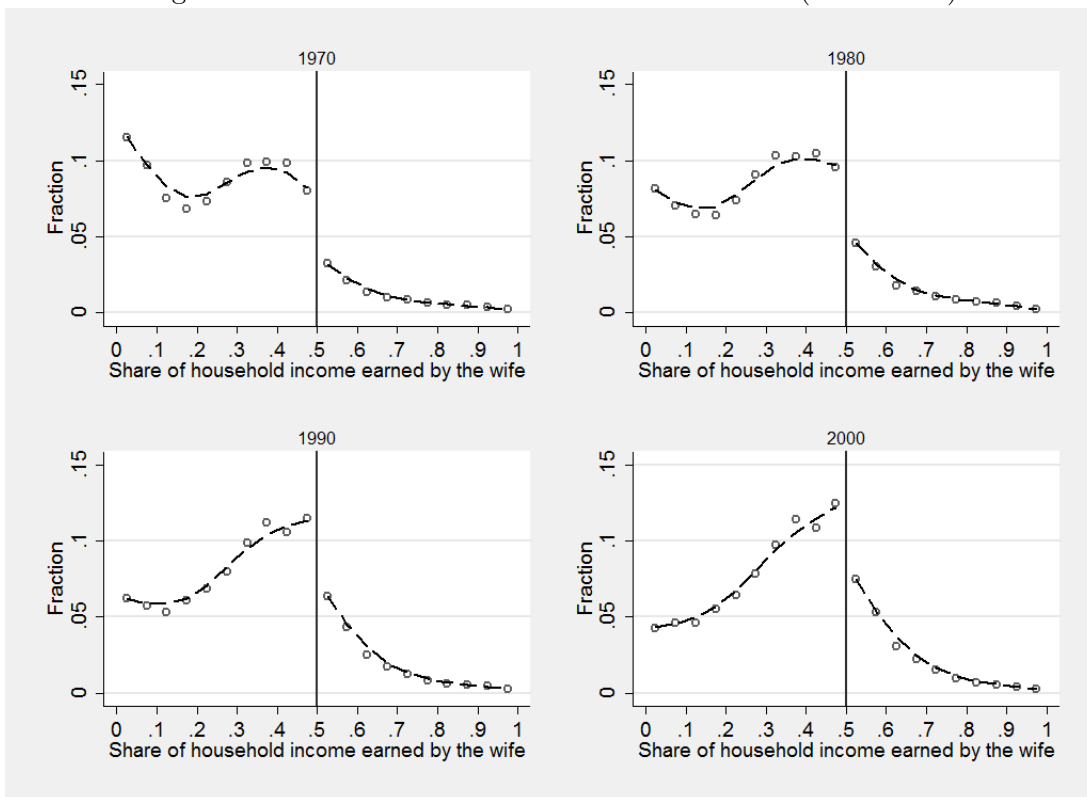 1970
.15
.1
.05
0
Fraction
0 .1 .2 .3 .4 .5 .6 .7 .8 .9 1
Share of household income earned by the wife
1980
.15
.1
.05
0
Fraction
0 .1 .2 .3 .4 .5 .6 .7 .8 .9 1
Share of household income earned by the wife
1990
.15
.1
.05
0
Fraction
0 .1 .2 .3 .4 .5 .6 .7 .8 .9 1
Share of household income earned by the wife
2000
.15
.1
.05
0
Fraction
0 .1 .2 .3 .4 .5 .6 .7 .8 .9 1
Share of household income earned by the wife